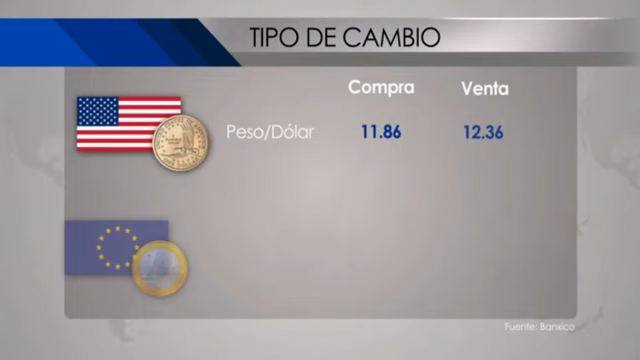 TIPO DE CAMBIO
Compra Venta
Peso/Dólar 11.86 12.36
Fuente: Banxico